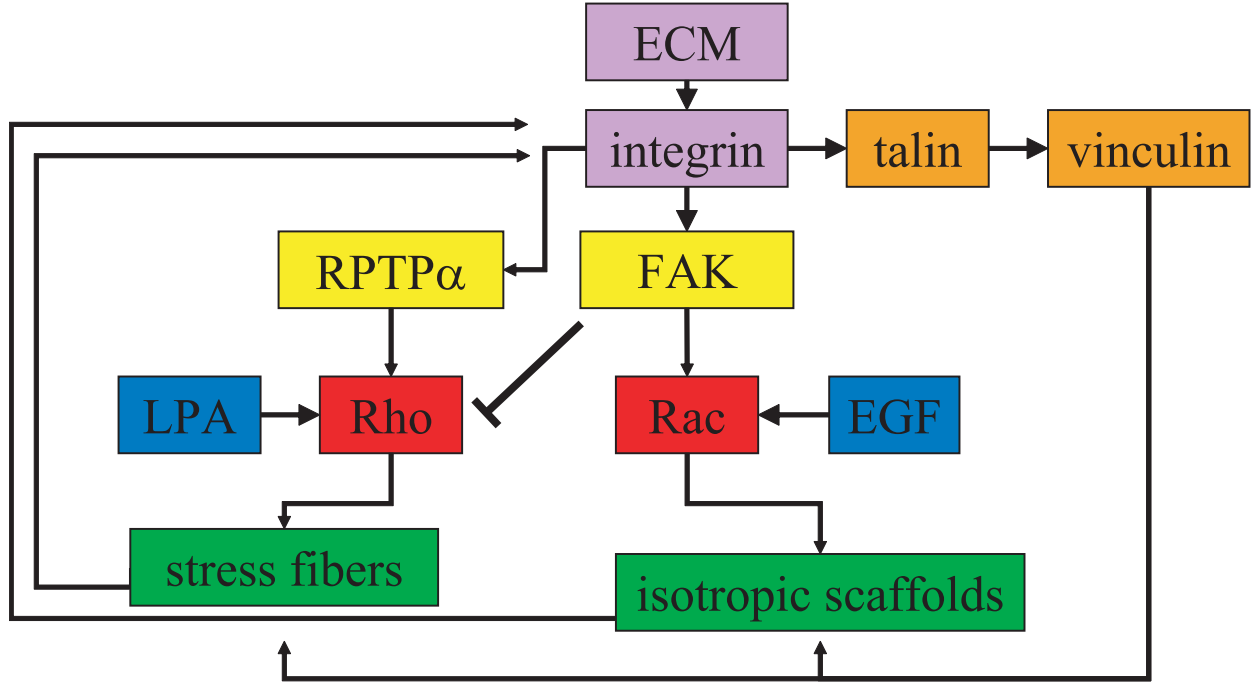 ECM
integrin
talin
vinculin
RPTPα
FAK
LPA
Rho
Rac
EGF
stress fibers
isotropic scaffolds